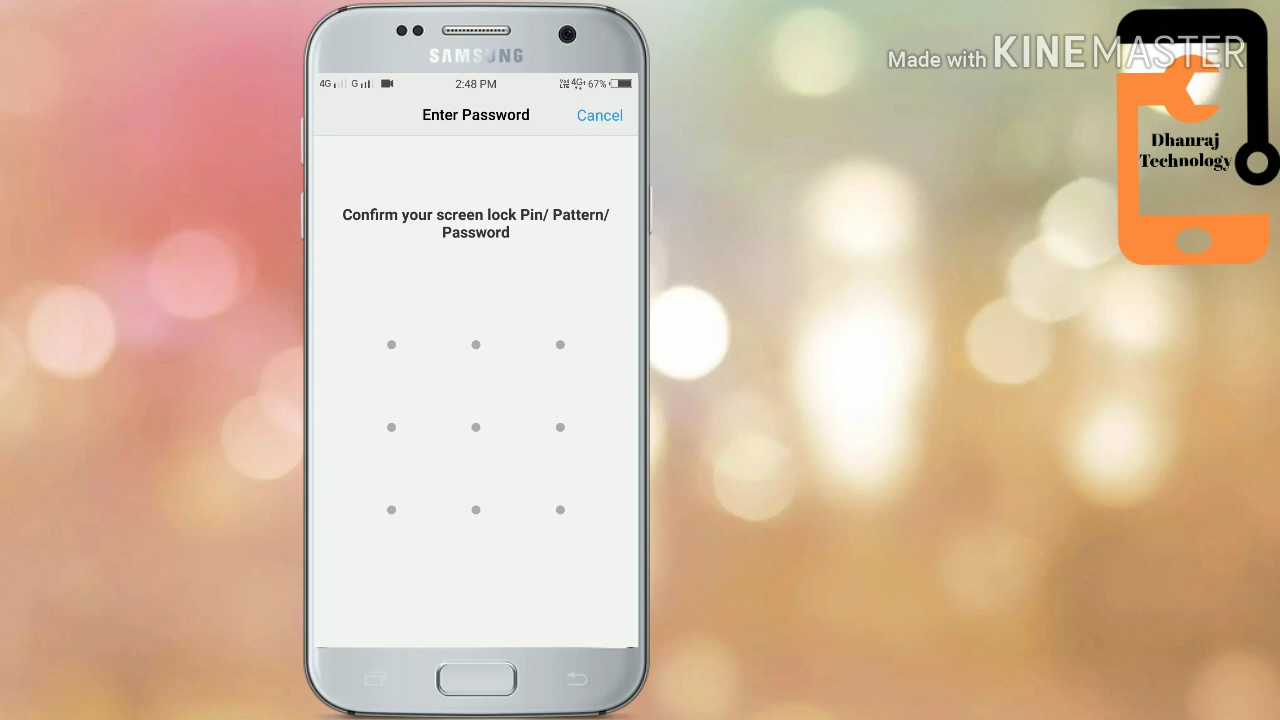 Made with KINEMASTER
SAMSUNG
4G G 2:48 PM 4G+ 67%
Enter Password
Cancel
Confirm your screen lock Pin/ Pattern/
Password
Dhanraj
Technology